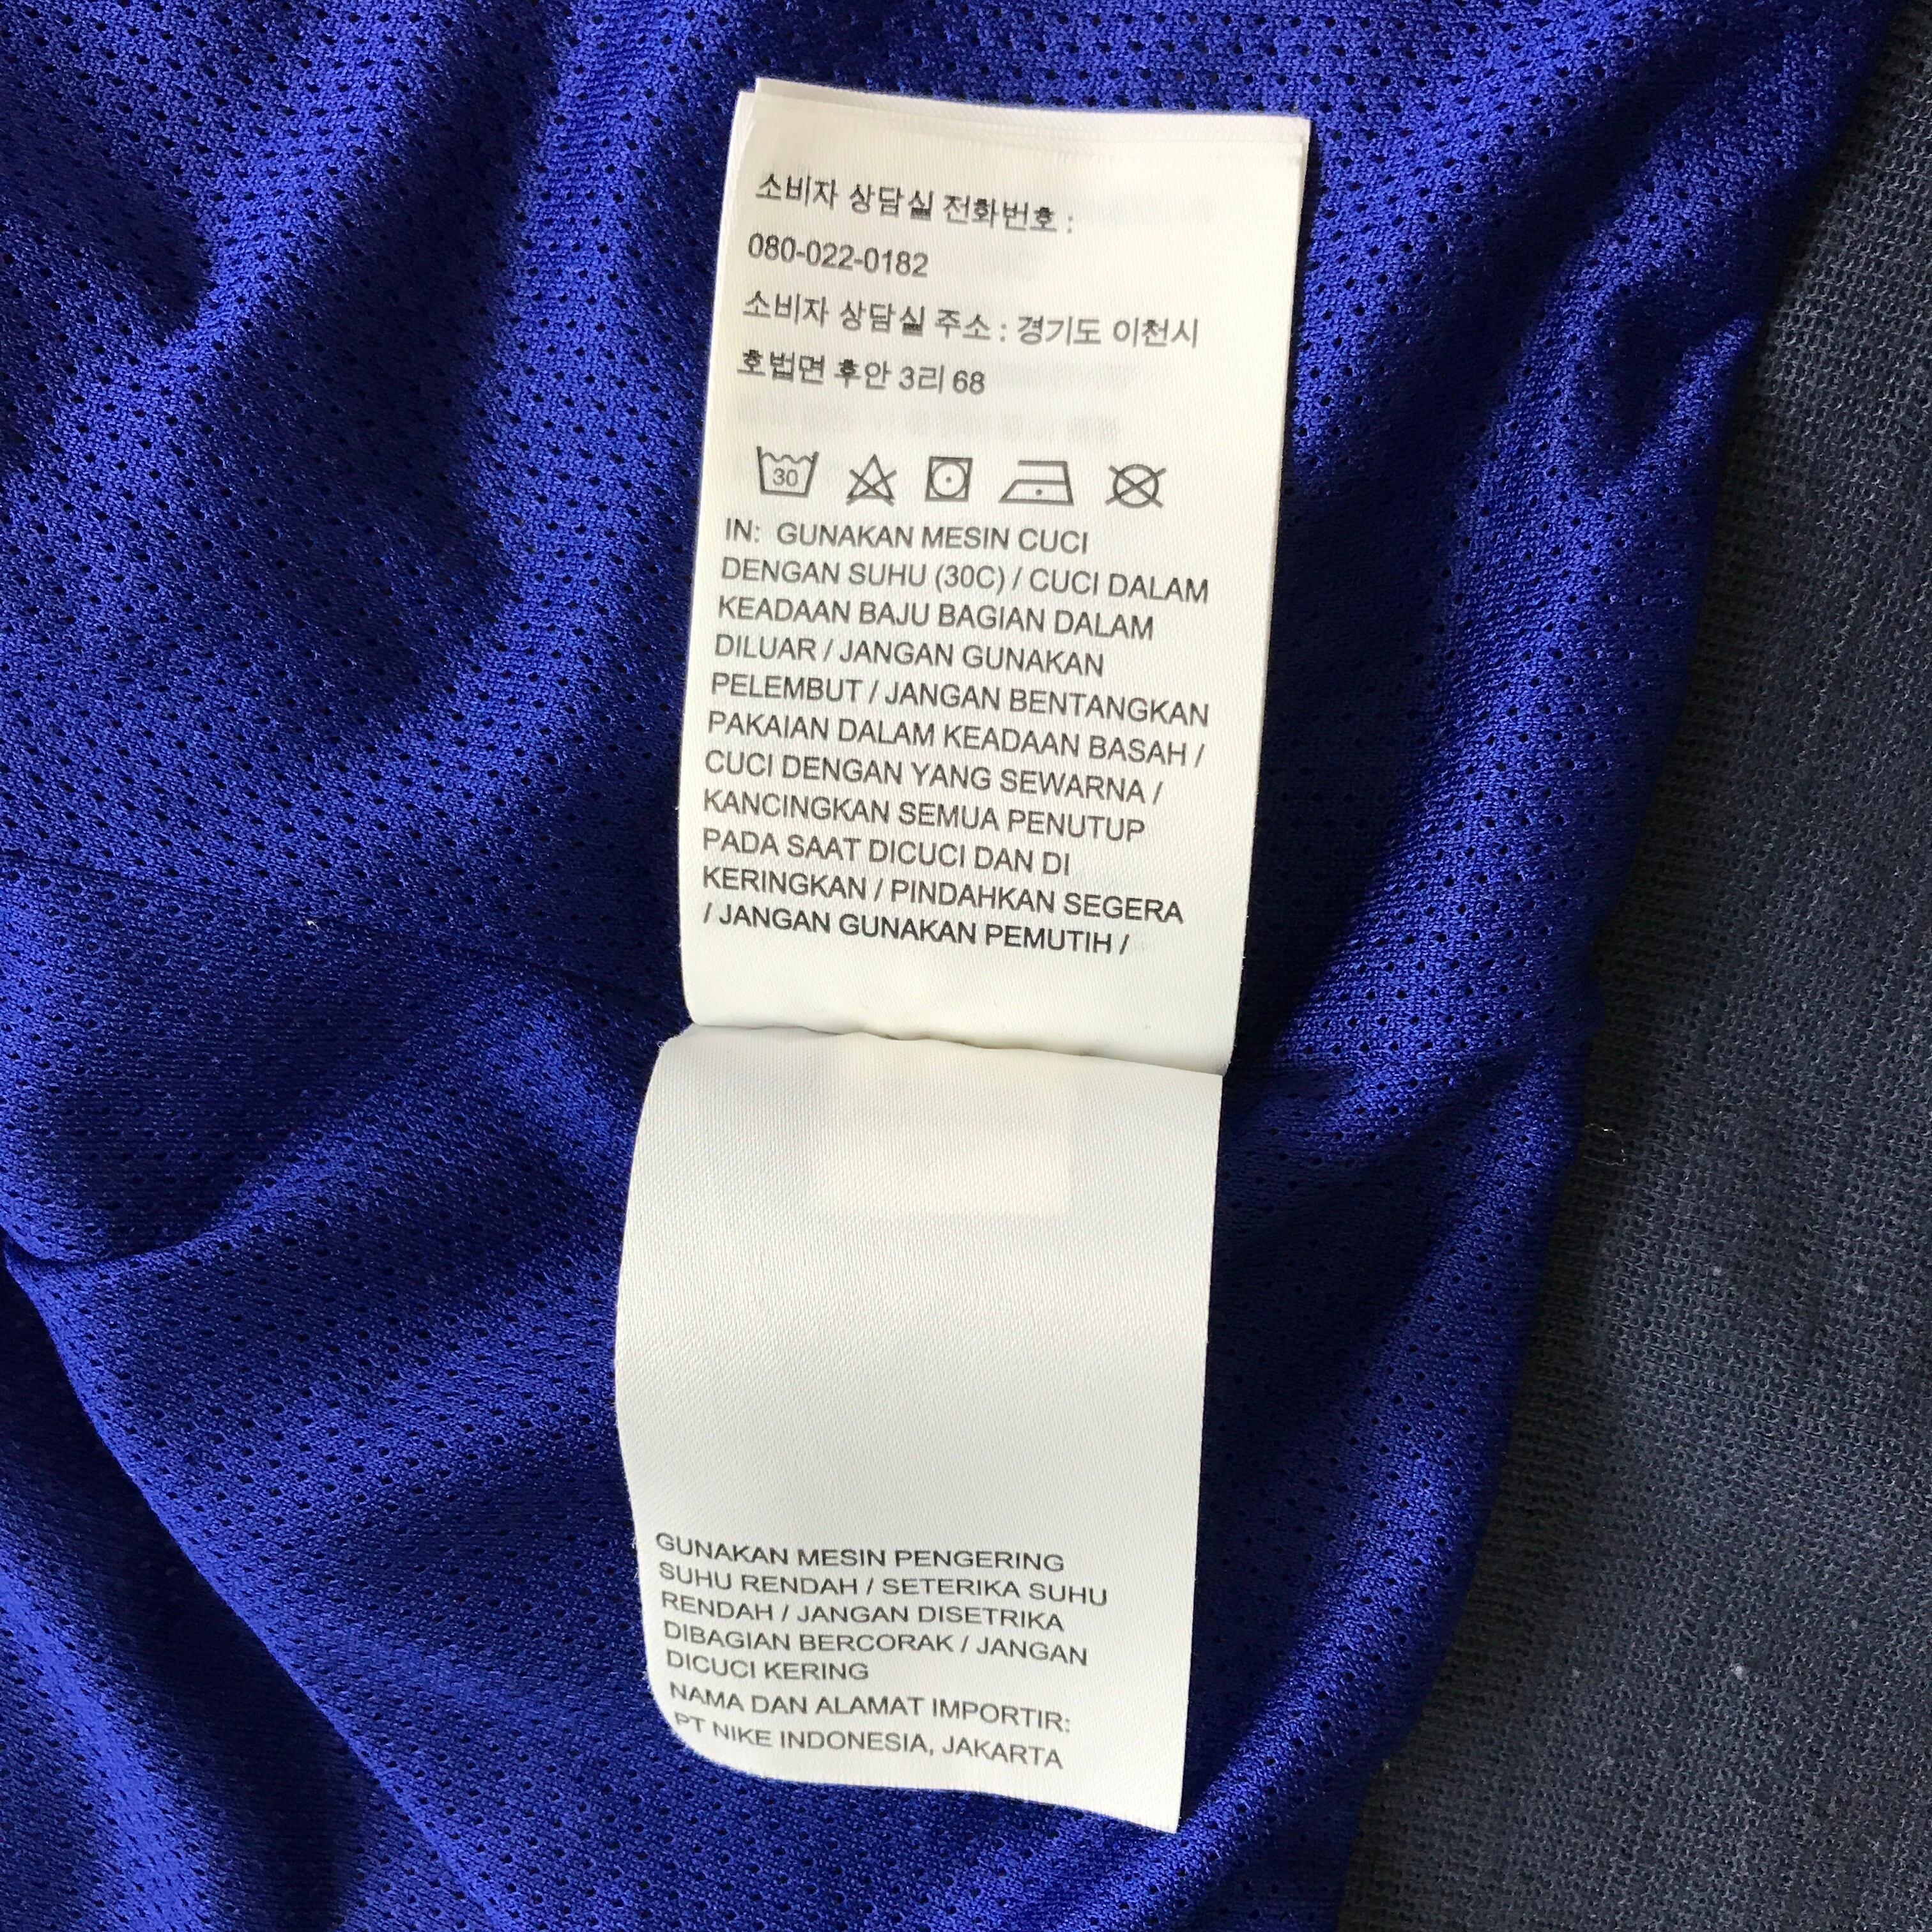 소비자 상담실 전화번호 :
080-022-0182
소비자 상담실 주소 : 경기도 이천시
호법면 후안 3리 68
30
IN: GUNAKAN MESIN CUCI
DENGAN SUHU (30C) / CUCI DALAM
KEADAAN BAJU BAGIAN DALAM
DILUAR / JANGAN GUNAKAN
PELEMBUT / JANGAN BENTANGKAN
PAKAIAN DALAM KEADAAN BASAH /
CUCI DENGAN YANG SEWARNA /
KANCINGKAN SEMUA PENUTUP
PADA SAAT DICUCI DAN DI
KERINGKAN / PINDAHKAN SEGERA
/ JANGAN GUNAKAN PEMUTIH /
GUNAKAN MESIN PENGERING
SUHU RENDAH / SETERIKA SUHU
RENDAH / JANGAN DISETRIKA
DIBAGIAN BERCORAK / JANGAN
DICUCI KERING
NAMA DAN ALAMAT IMPORTIR:
PT NIKE INDONESIA, JAKARTA